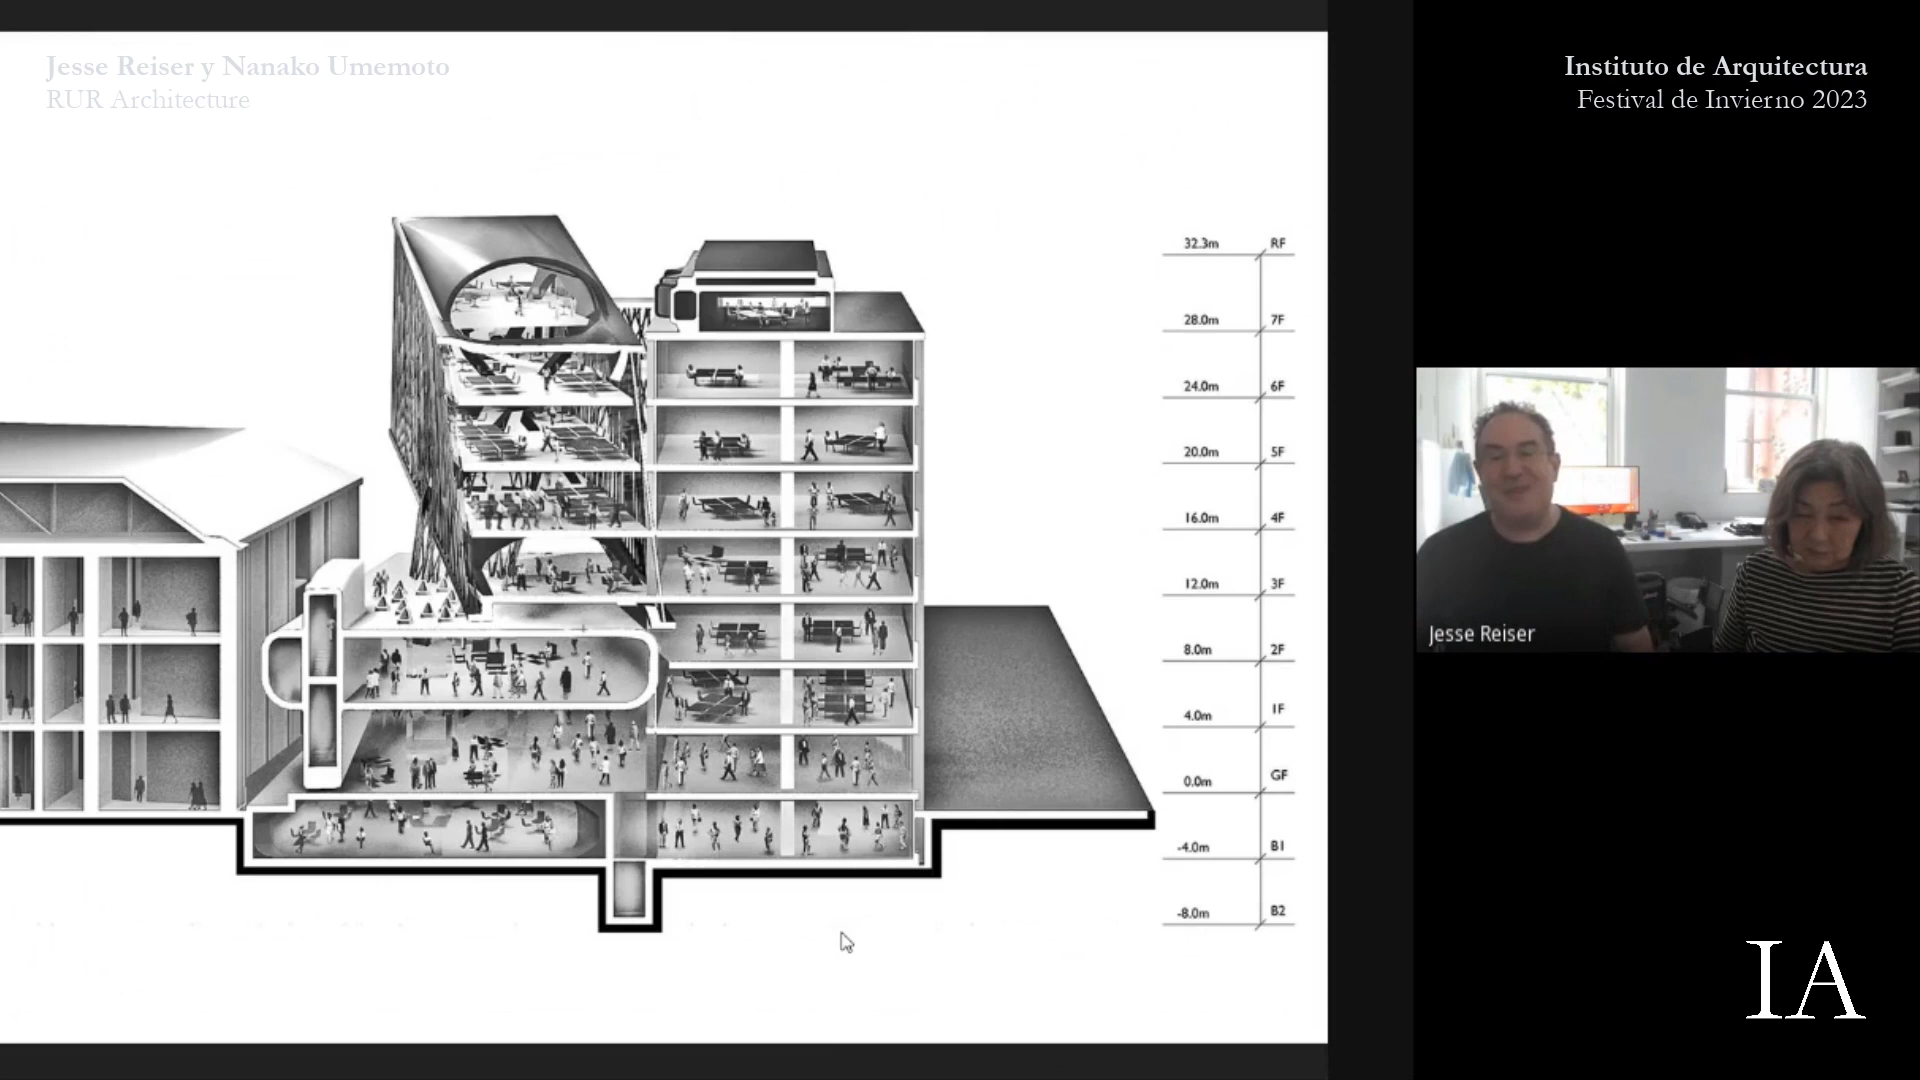 Jesse Reiser y Nanako Umemoto
RUR Architecture
Instituto de Arquitectura
Festival de Invierno 2023
32.3m RF
28.0m 7F
24.0m 6F
20.0m 5F
16.0m 4F
12.0m 3F
8.0m 2F
4.0m 1F
0.0m GF
-4.0m B1
-8.0m B2
Jesse Reiser
IA